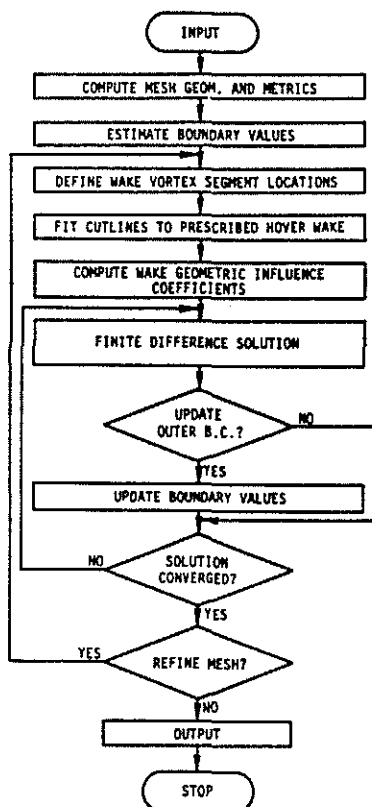 INPUT
COMPUTE MESH GEOM. AND METRICS
ESTIMATE BOUNDARY VALUES
DEFINE WAKE VORTEX SEGMENT LOCATIONS
FIT CUTLINES TO PRESCRIBED HOVER WAKE
COMPUTE WAKE GEOMETRIC INFLUENCE
COEFFICIENTS
FINITE DIFFERENCE SOLUTION
UPDATE
OUTER B.C.?
NO
YES
UPDATE BOUNDARY VALUES
NO
SOLUTION
CONVERGED?
YES
YES
REFINE MESH?
NO
OUTPUT
STOP